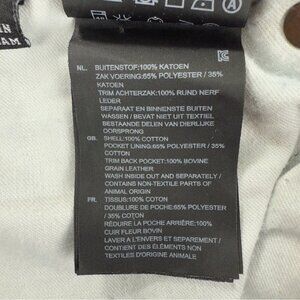 IN
AM
A
NL. BUITENSTOF:100% KATOEN
ZAK VOERING:65% POLYESTER / 35%
KATOEN
TRIM ACHTERZAK:100% RUND NERF
LEDER
SEPARAAT EN BINNENSTE BUITEN
WASSEN / BEVAT NIET UIT TEXTIEL
BESTAANDE DELEN VAN DIERLIJKE
OORSPRONG
GB. SHELL:100% COTTON
POCKET LINING:65% POLYESTER / 35%
COTTON
TRIM BACK POCKET:100% BOVINE
GRAIN LEATHER
WASH INSIDE OUT AND SEPARATELY /
CONTAINS NON-TEXTILE PARTS OF
ANIMAL ORIGIN
FR. TISSUS:100% COTON
DOUBLURE DE POCHE:65% POLYESTER
/ 35% COTON
RÉDUIRE LA POCHE ARRIÈRE:100%
CUIR FLEUR BOVIN
LAVER A L'ENVERS ET SEPAREMENT /
CONTIENT DES ÉLÉMENTS NON
TEXTILES D'ORIGINE ANIMALE